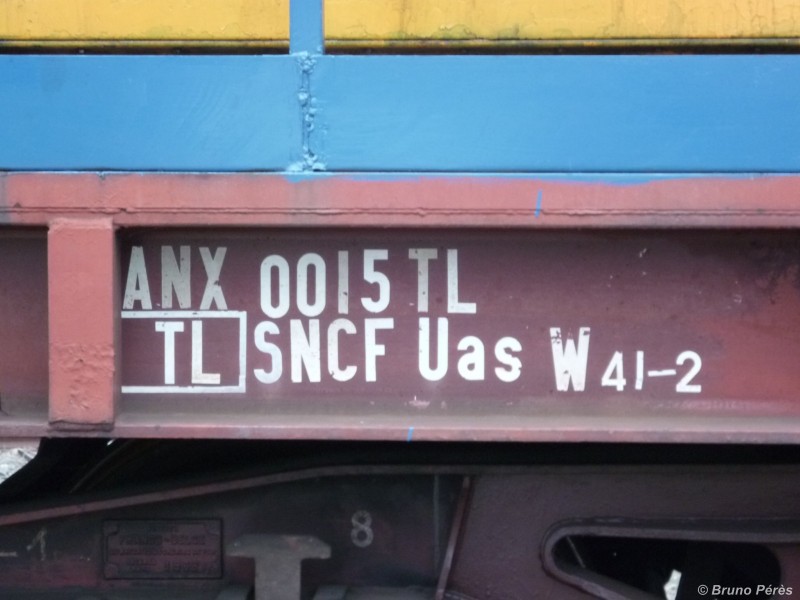 ANX 0015 TL
TL SNCF Uas W 41-2
8
© Bruno Pérès